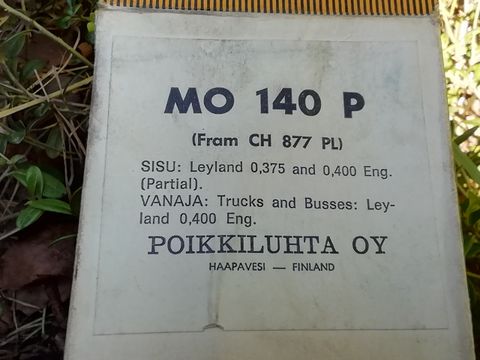 MO 140 P
(Fram CH 877 PL)
SISU: Leyland 0,375 and 0,400 Eng.
(Partial).
VANAJA: Trucks and Busses: Ley-
land 0,400 Eng.
POIKKILUHTA OY
HAAPAVESI — FINLAND